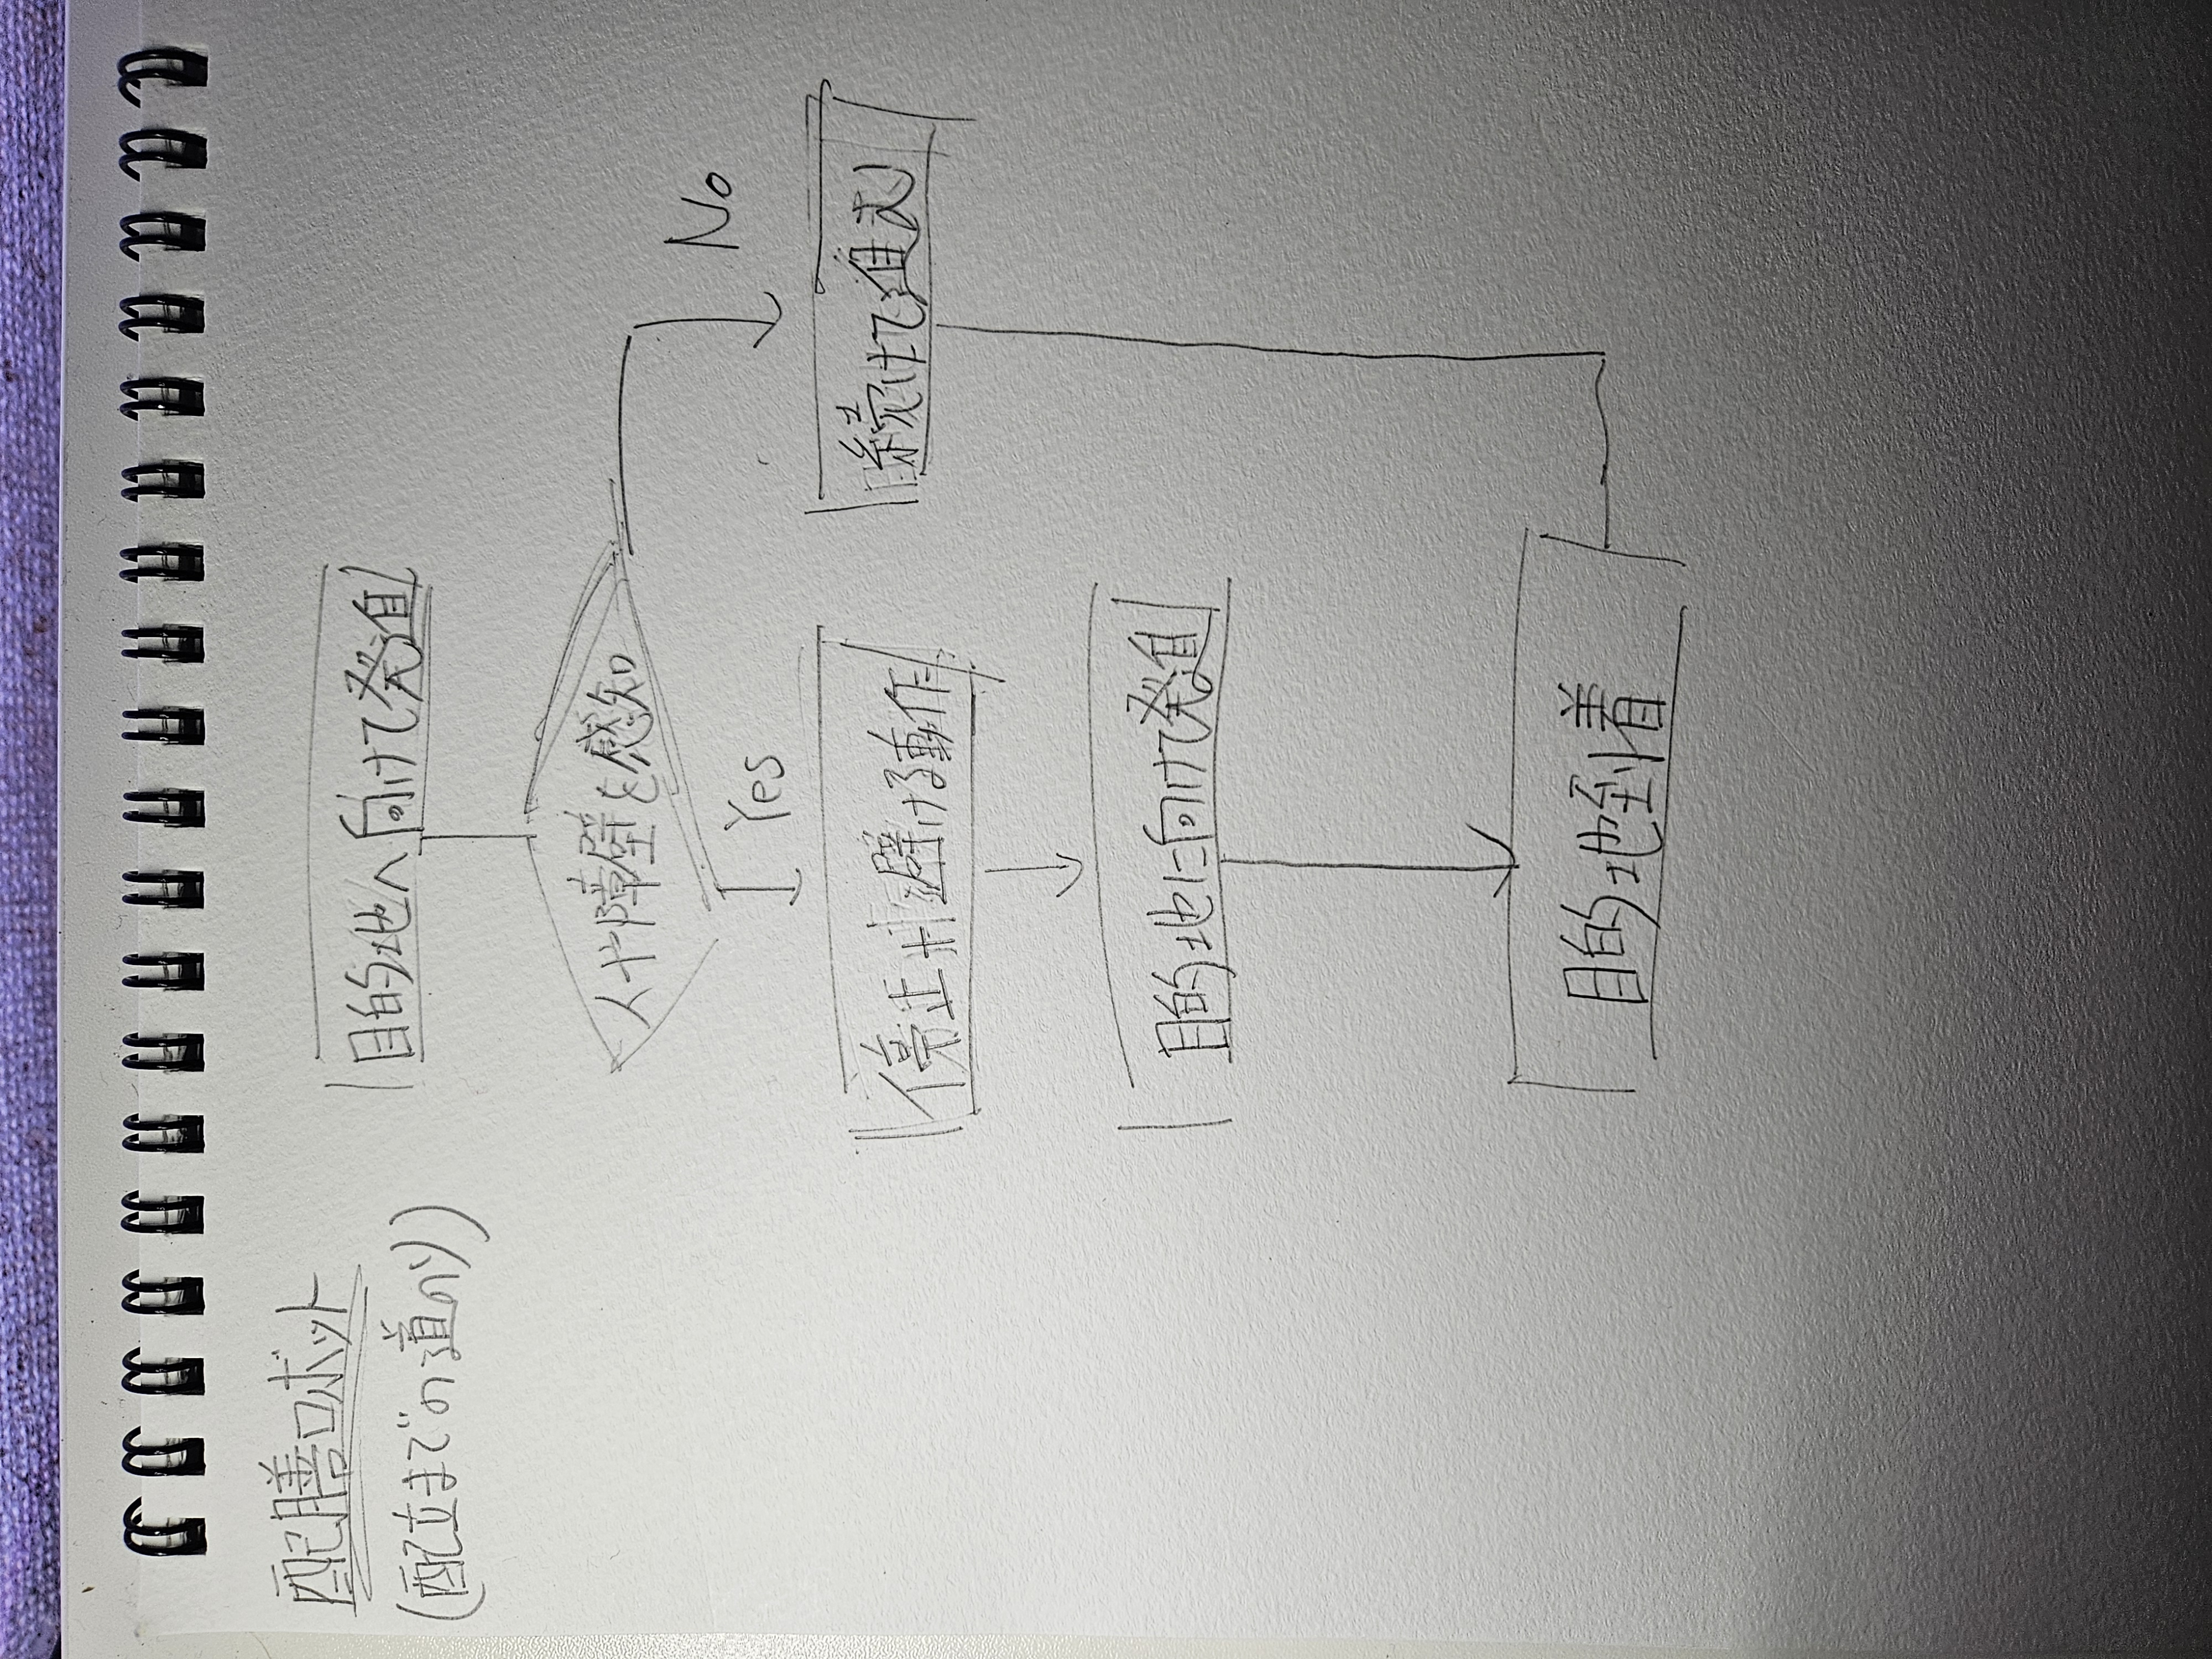 配膳ロボット
(配立までの道のり)
目的地へ向けて発進
人や障壁を感知
Yes
No
停止や避ける動作
続けて進む
目的地に向けて発進
目的地到着